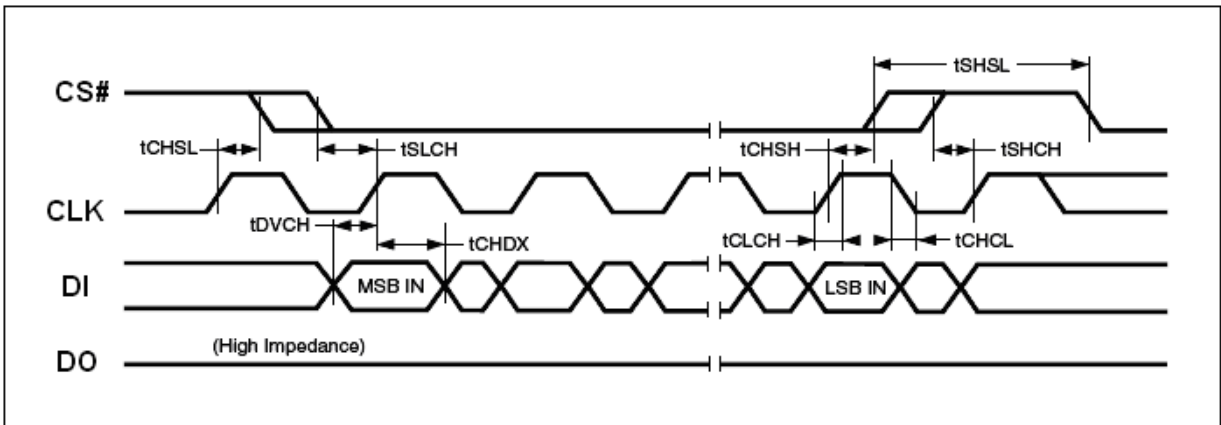 tSHSL
CS#
tCHSL
tSLCH
tCHSH
tSHCH
CLK
tDVCH
tCHDX
tCLCH
tCHCL
DI
MSB IN
LSB IN
(High Impedance)
DO